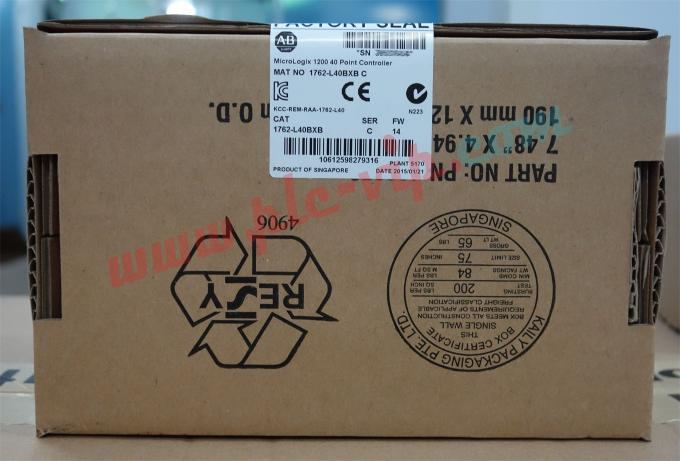 FACTORY SEAL
AB
*SN
MicroLogix 1200 40 Point Controller
MAT NO 1762-L40BXB C
CE
KCC-REM-RAA-1762-L40
N223
CAT SER FW
1762-L40BXB C 14
10612598279316
PLANT 5170
PRODUCT OF SINGAPORE DATE 2015/01/21
PART NO: PN
7.48" X 4.94
190 mm X 12
n O.D.
www.plc-vip.com
4906
RESY
KAILY PACKAGING PTE. LTD.
BOX CERTIFICATE
THIS
SINGLE WALL
BOX MEETS ALL CONSTRUCTION
REQUIREMENTS OF APPLICABLE
FREIGHT CLASSIFICATION
BURSTING TEST 200 LBS PER SQ INCH
MIN COMB WT FACINGS 84 LBS PER M SQ FT
SIZE LIMIT 75 INCHES
GROSS WT LT 65 LBS
SINGAPORE